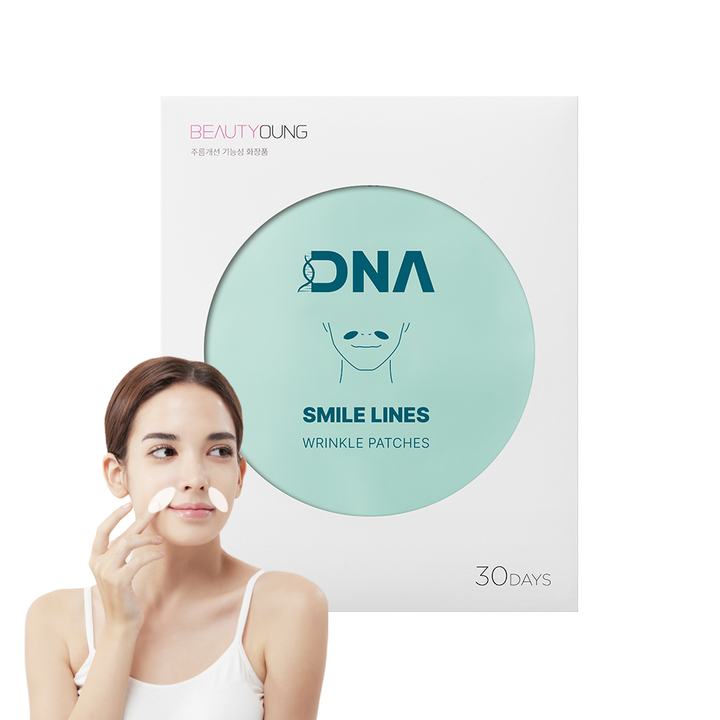 BEAUTYOUNG
주름개선 기능성 화장품
DNA
SMILE LINES
WRINKLE PATCHES
30DAYS